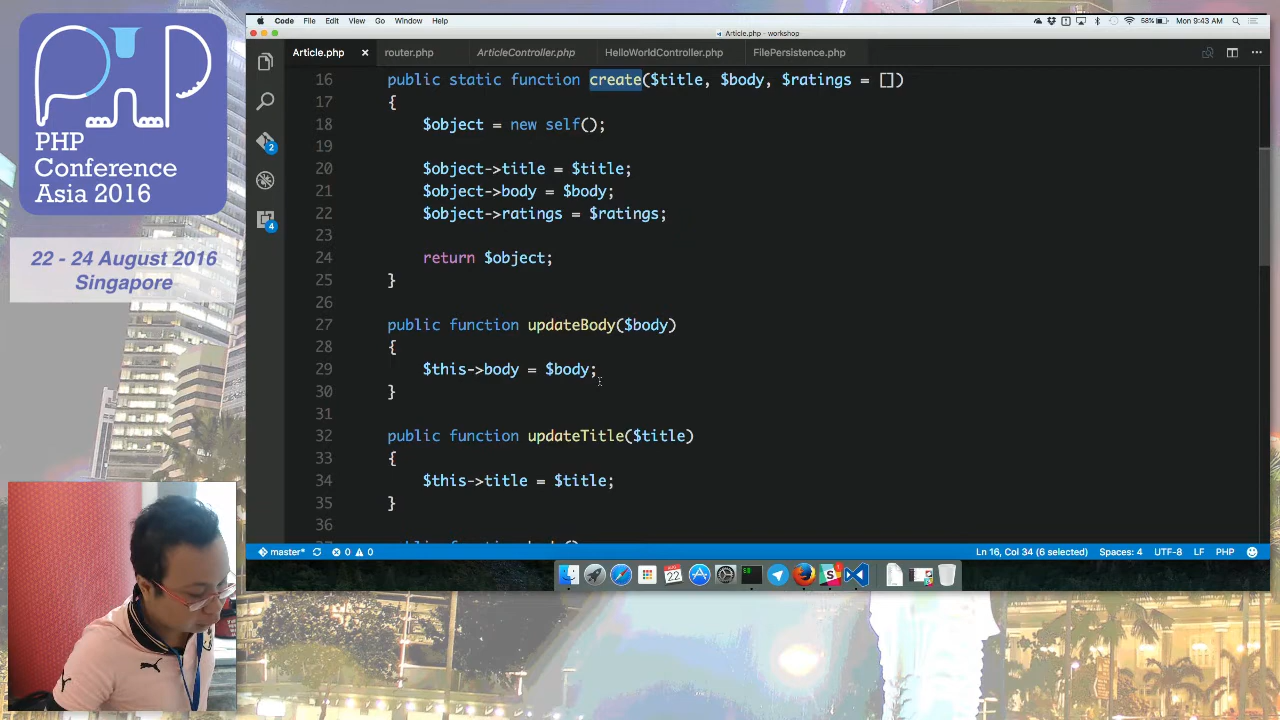 PHP
Conference
Asia 2016
22 - 24 August 2016
Singapore
Code File Edit View Go Window Help
58% Mon 9:43 AM
Article.php - workshop
Article.php router.php ArticleController.php HelloWorldController.php FilePersistence.php
16 public static function create($title, $body, $ratings = [])
17 {
18 $object = new self();
19
20 $object->title = $title;
21 $object->body = $body;
22 $object->ratings = $ratings;
23
24 return $object;
25 }
26
27 public function updateBody($body)
28 {
29 $this->body = $body;
30 }
31
32 public function updateTitle($title)
33 {
34 $this->title = $title;
35 }
36
2
4
master* 0 0 Ln 16, Col 34 (6 selected) Spaces: 4 UTF-8 LF PHP
22